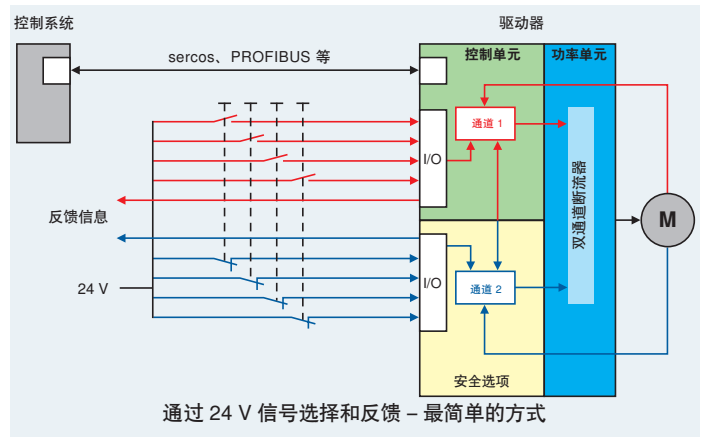 控制系统
驱动器
sercos、PROFIBUS 等
控制单元
功率单元
通道 1
I/O
双通道断流器
M
反馈信息
I/O
通道 2
24 V
安全选项
通过 24 V 信号选择和反馈 – 最简单的方式